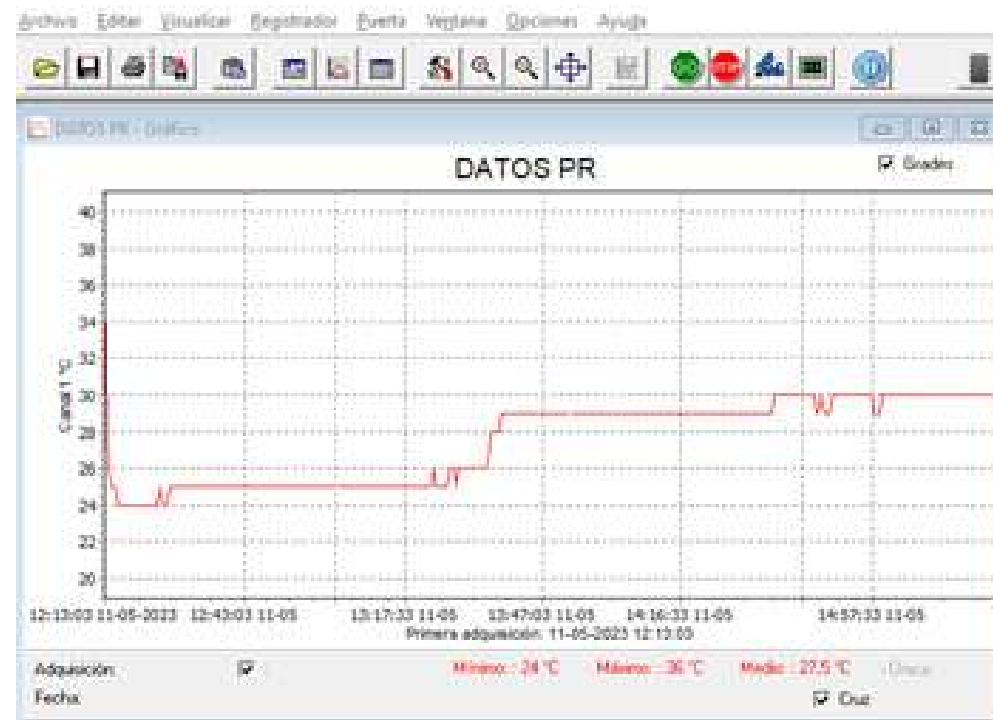 Archivo Editar Visualizar Registrador Puerta Ventana Opciones Ayuda
STOP
DATOS PR - Gráfico
DATOS PR
Grades
40
38
36
34
32
30
28
26
24
22
20
Canal 1 °C
12:13:03 11-05-2023 12:43:03 11-05 13:17:33 11-05 13:47:03 11-05 14:16:33 11-05 14:57:33 11-05
Primera adquisición: 11-05-2023 12:13:03
Adquisición: Mínimo : 24 °C Máximo : 36 °C Medio : 27,5 °C
Fecha Cruz